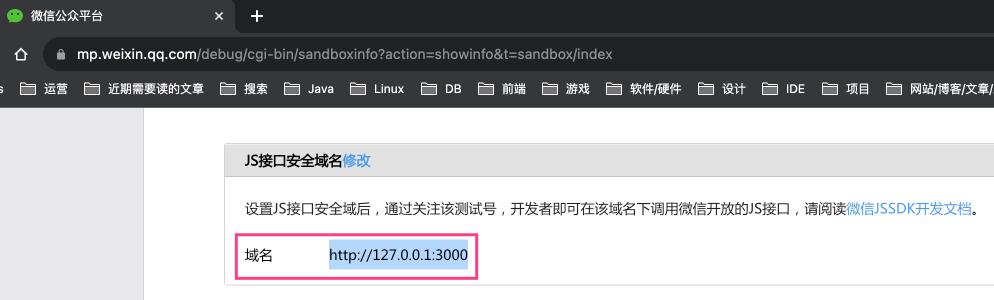 微信公众平台
mp.weixin.qq.com/debug/cgi-bin/sandboxinfo?action=showinfo&t=sandbox/index
s 运营 近期需要读的文章 搜索 Java Linux DB 前端 游戏 软件/硬件 设计 IDE 项目 网站/博客/文章/
JS接口安全域名修改
设置JS接口安全域后，通过关注该测试号，开发者即可在该域名下调用微信开放的JS接口，请阅读微信JSSDK开发文档。
域名 http://127.0.0.1:3000